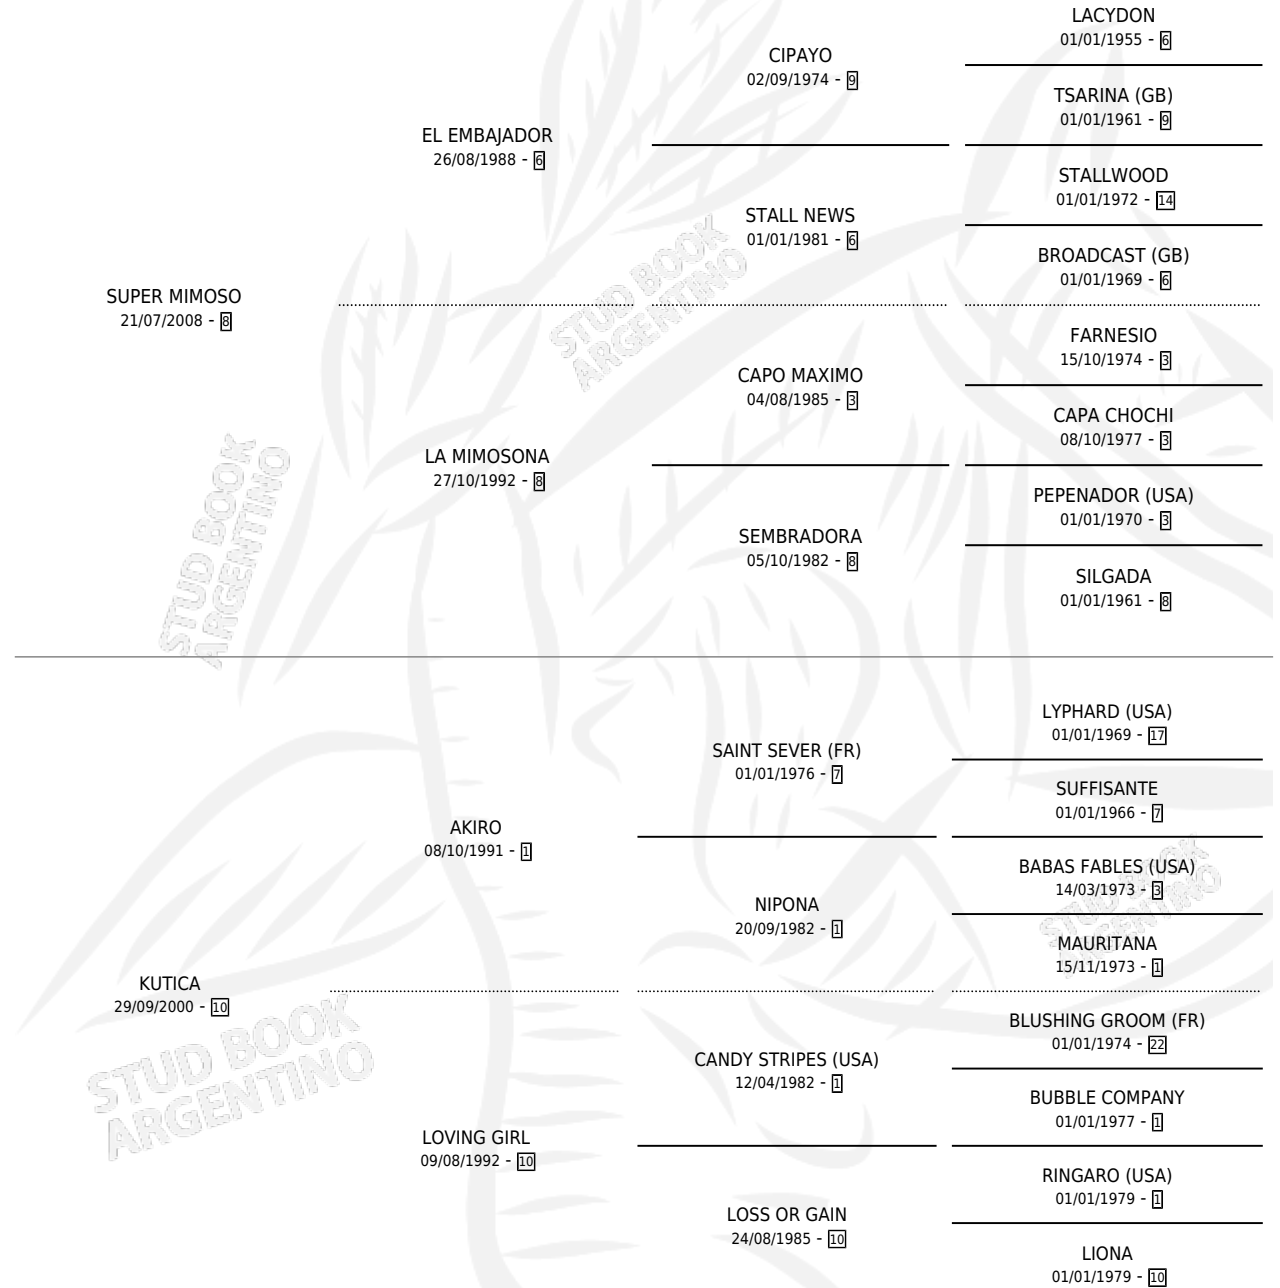 LACYDON
01/01/1955 - 6
CIPAYO
02/09/1974 - 9
TSARINA (GB)
01/01/1961 - 9
EL EMBAJADOR
26/08/1988 - 6
STALLWOOD
01/01/1972 - 14
STALL NEWS
01/01/1981 - 6
BROADCAST (GB)
01/01/1969 - 6
SUPER MIMOSO
21/07/2008 - 8
FARNESIO
15/10/1974 - 3
CAPO MAXIMO
04/08/1985 - 3
CAPA CHOCHI
08/10/1977 - 3
LA MIMOSONA
27/10/1992 - 8
PEPENADOR (USA)
01/01/1970 - 3
SEMBRADORA
05/10/1982 - 8
SILGADA
01/01/1961 - 8
LYPHARD (USA)
01/01/1969 - 17
SAINT SEVER (FR)
01/01/1976 - 7
SUFFISANTE
01/01/1966 - 7
AKIRO
08/10/1991 - 1
BABAS FABLES (USA)
14/03/1973 - 3
NIPONA
20/09/1982 - 1
MAURITANA
15/11/1973 - 1
KUTICA
29/09/2000 - 10
BLUSHING GROOM (FR)
01/01/1974 - 22
CANDY STRIPES (USA)
12/04/1982 - 1
BUBBLE COMPANY
01/01/1977 - 1
LOVING GIRL
09/08/1992 - 10
RINGARO (USA)
01/01/1979 - 1
LOSS OR GAIN
24/08/1985 - 10
LIONA
01/01/1979 - 10
STUD BOOK
ARGENTINO
STUD BOOK
ARGENTINO
STUD BOOK
ARGENTINO
STUD BOOK
ARGENTINO